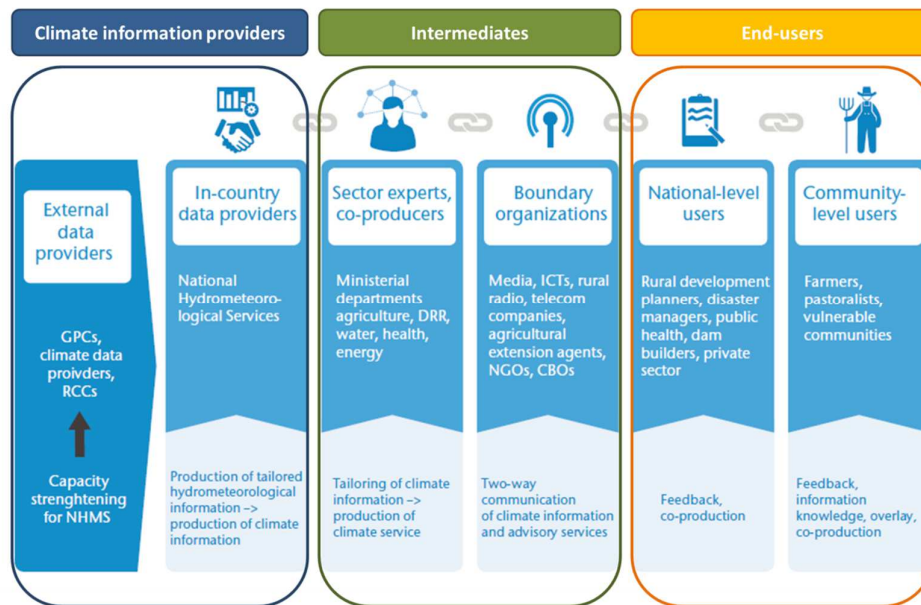 Climate information providers
Intermediates
End-users
External
data
providers
GPCs,
climate data
proivders,
RCCs
Capacity
strenghtening
for NHMS
In-country
data providers
National
Hydrometeoro-
logical Services
Production of tailored
hydrometeorological
information –>
production of climate
information
Sector experts,
co-producers
Ministerial
departments
agriculture, DRR,
water, health,
energy
Tailoring of climate
information –>
production of
climate service
Boundary
organizations
Media, ICTs, rural
radio, telecom
companies,
agricultural
extension agents,
NGOs, CBOs
Two-way
communication
of climate information
and advisory services
National-level
users
Rural development
planners, disaster
managers, public
health, dam
builders, private
sector
Feedback,
co-production
Community-
level users
Farmers,
pastoralists,
vulnerable
communities
Feedback,
information
knowledge, overlay,
co-production